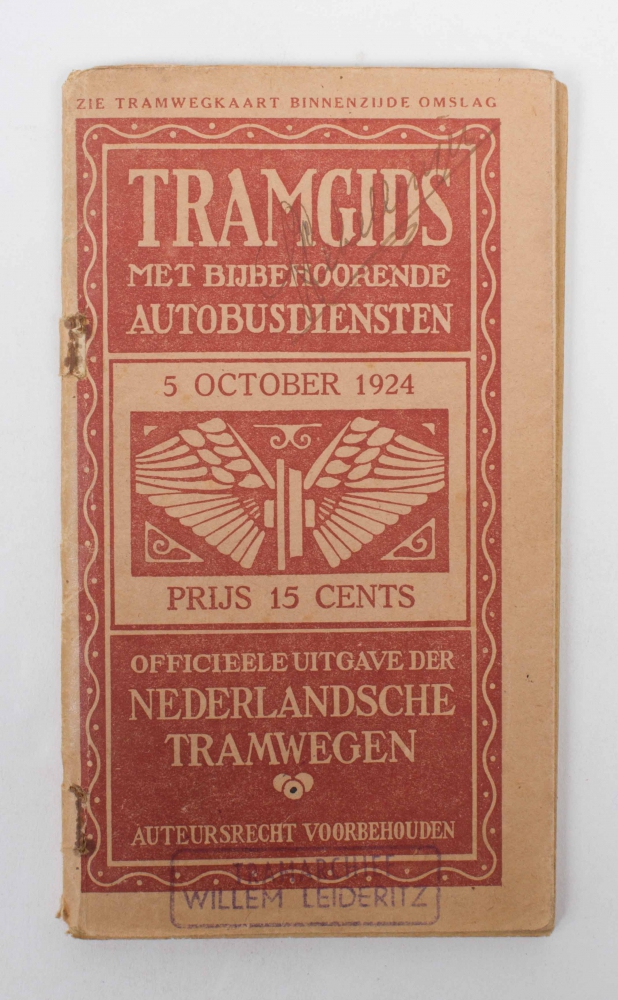 ZIE TRAMWEGKAART BINNENZIJDE OMSLAG
TRAMGIDS
MET BIJBEHOORENDE
AUTOBUSDIENSTEN
5 OCTOBER 1924
PRIJS 15 CENTS
OFFICIEELE UITGAVE DER
NEDERLANDSCHE
TRAMWEGEN
AUTEURSRECHT VOORBEHOUDEN
TRAMARCHIEF
WILLEM LEIDERITZ